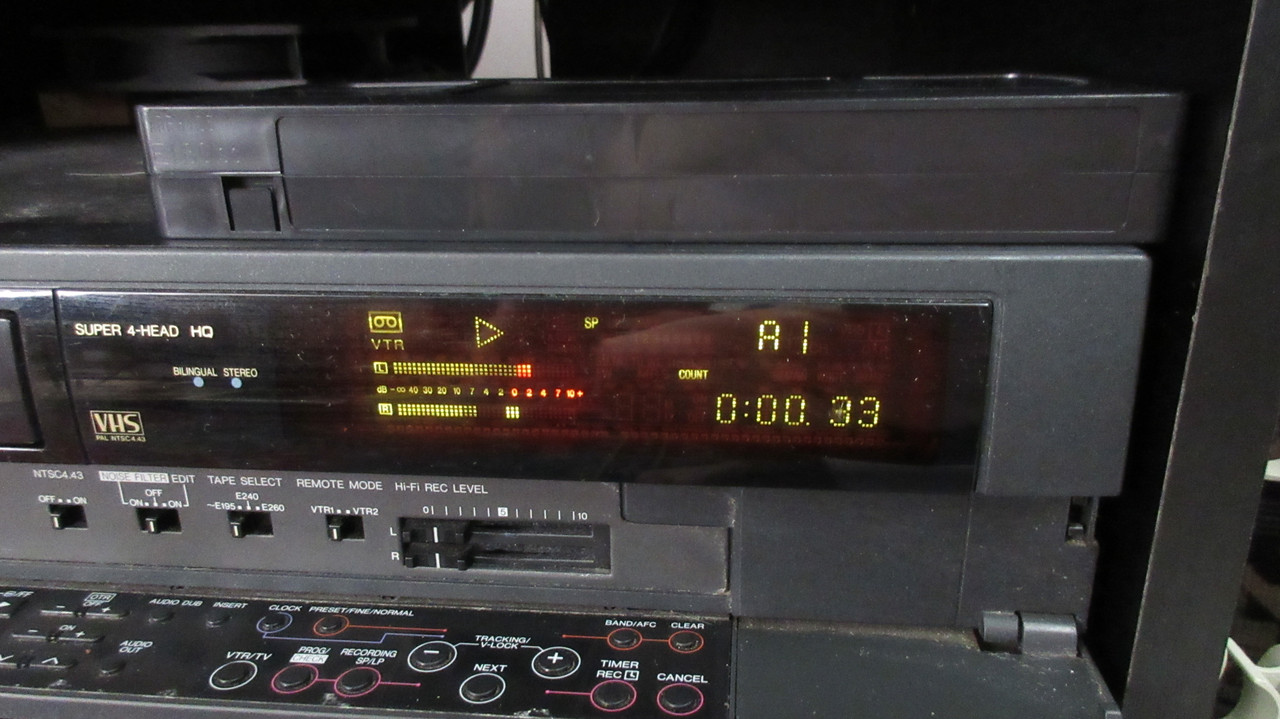 SUPER 4-HEAD HQ
BILINGUAL STEREO
VHS
PAL NTSC4.43
VTR
SP
A1
L
dB -∞ 40 30 20 10 7 4 2 0 2 4 7 10+
R
COUNT
0:00.33
NTSC4.43
OFF ON
NOISE FILTER EDIT
OFF
ON ON
TAPE SELECT
E240
~E195 E260
REMOTE MODE
VTR1 VTR2
Hi-Fi REC LEVEL
0 5 10
L
R
OTR
OFF
- +
AUDIO DUB
INSERT
ON
- +
AUDIO
OUT
CLOCK
PRESET/FINE/NORMAL
VTR/TV
PROG/
CHECK
RECORDING
SP/LP
TRACKING/
V-LOCK
- +
NEXT
BAND/AFC
CLEAR
TIMER
REC L
CANCEL